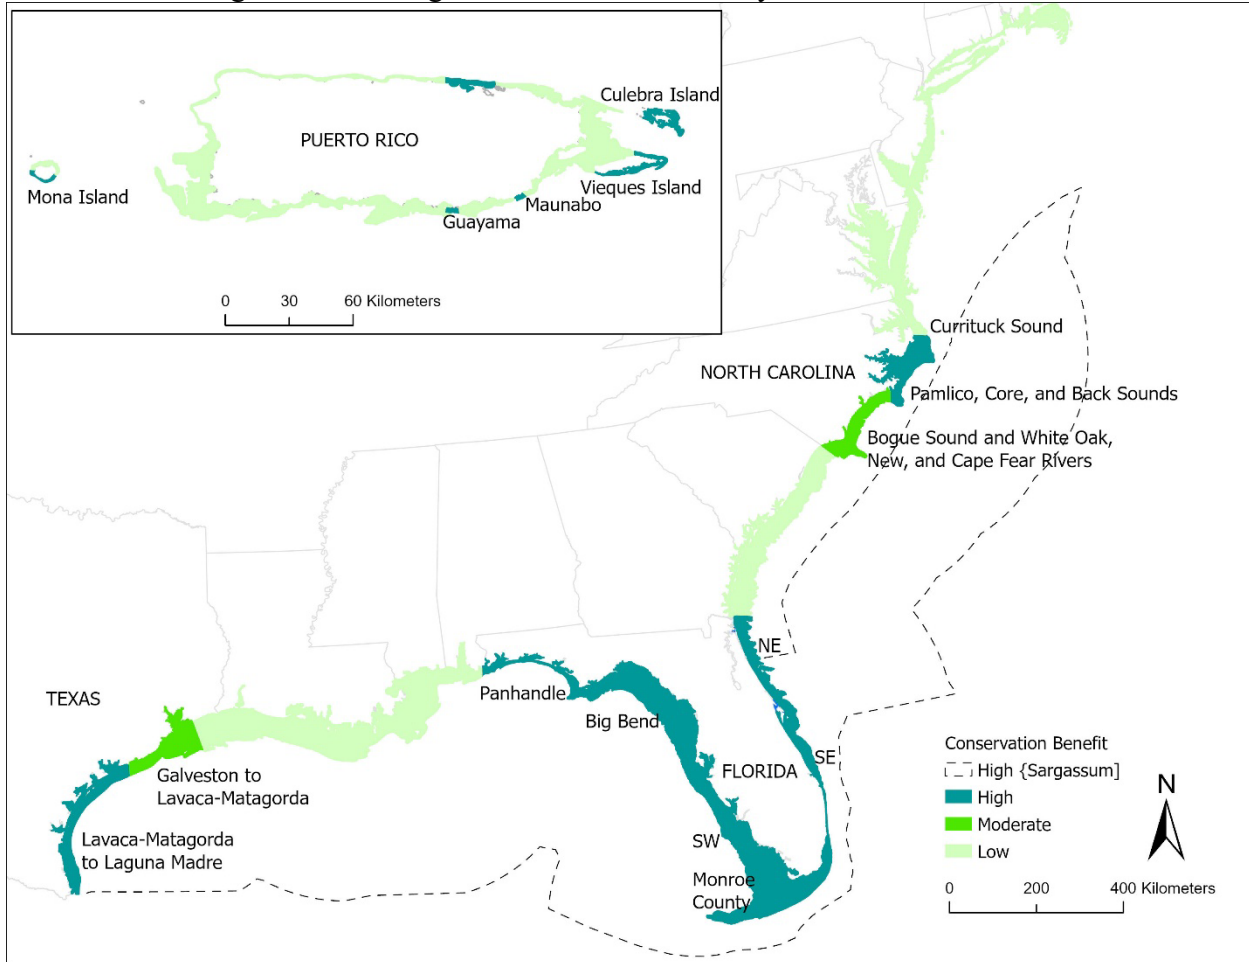 PUERTO RICO
Culebra Island
Mona Island
Vieques Island
Maunabo
Guayama
0 30 60 Kilometers
Currituck Sound
NORTH CAROLINA
Pamlico, Core, and Back Sounds
Bogue Sound and White Oak,
New, and Cape Fear Rivers
NE
Panhandle
TEXAS
Big Bend
SE
FLORIDA
Galveston to
Lavaca-Matagorda
Lavaca-Matagorda
to Laguna Madre
SW
Monroe
County
Conservation Benefit
High {Sargassum]
High
Moderate
Low
N
0 200 400 Kilometers